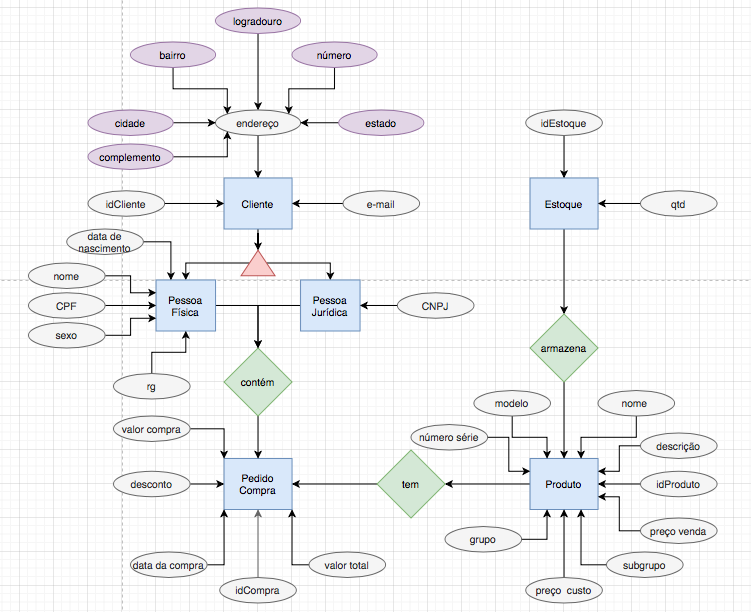 logradouro
bairro
número
cidade
endereço
estado
idEstoque
complemento
idCliente
Cliente
e-mail
Estoque
qtd
data de
nascimento
nome
CPF
sexo
Pessoa
Física
Pessoa
Jurídica
CNPJ
armazena
rg
contém
modelo
nome
valor compra
número série
descrição
desconto
Pedido
Compra
tem
Produto
idProduto
preço venda
grupo
data da compra
valor total
subgrupo
idCompra
preço custo